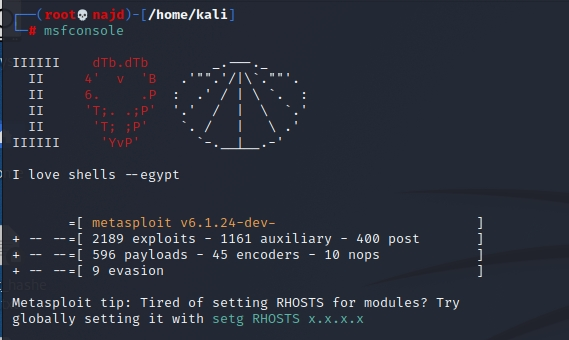 ┌──(root💀najd)-[/home/kali]
└─# msfconsole
IIIIII    dTb.dTb        _.---._
  II     4'  v  'B   .'"".'/|\`.""'.
  II     6.     .P  :  .' / | \ `.  :
  II     'T;. .;P'  '.'  /  |  \  `.'
  II      'T; ;P'    `. /   |   \ .'
IIIIII     'YvP'       `-.__|__.-'
I love shells --egypt
=[ metasploit v6.1.24-dev- ]
+ -- --=[ 2189 exploits - 1161 auxiliary - 400 post ]
+ -- --=[ 596 payloads - 45 encoders - 10 nops ]
+ -- --=[ 9 evasion ]
Metasploit tip: Tired of setting RHOSTS for modules? Try
globally setting it with setg RHOSTS x.x.x.x